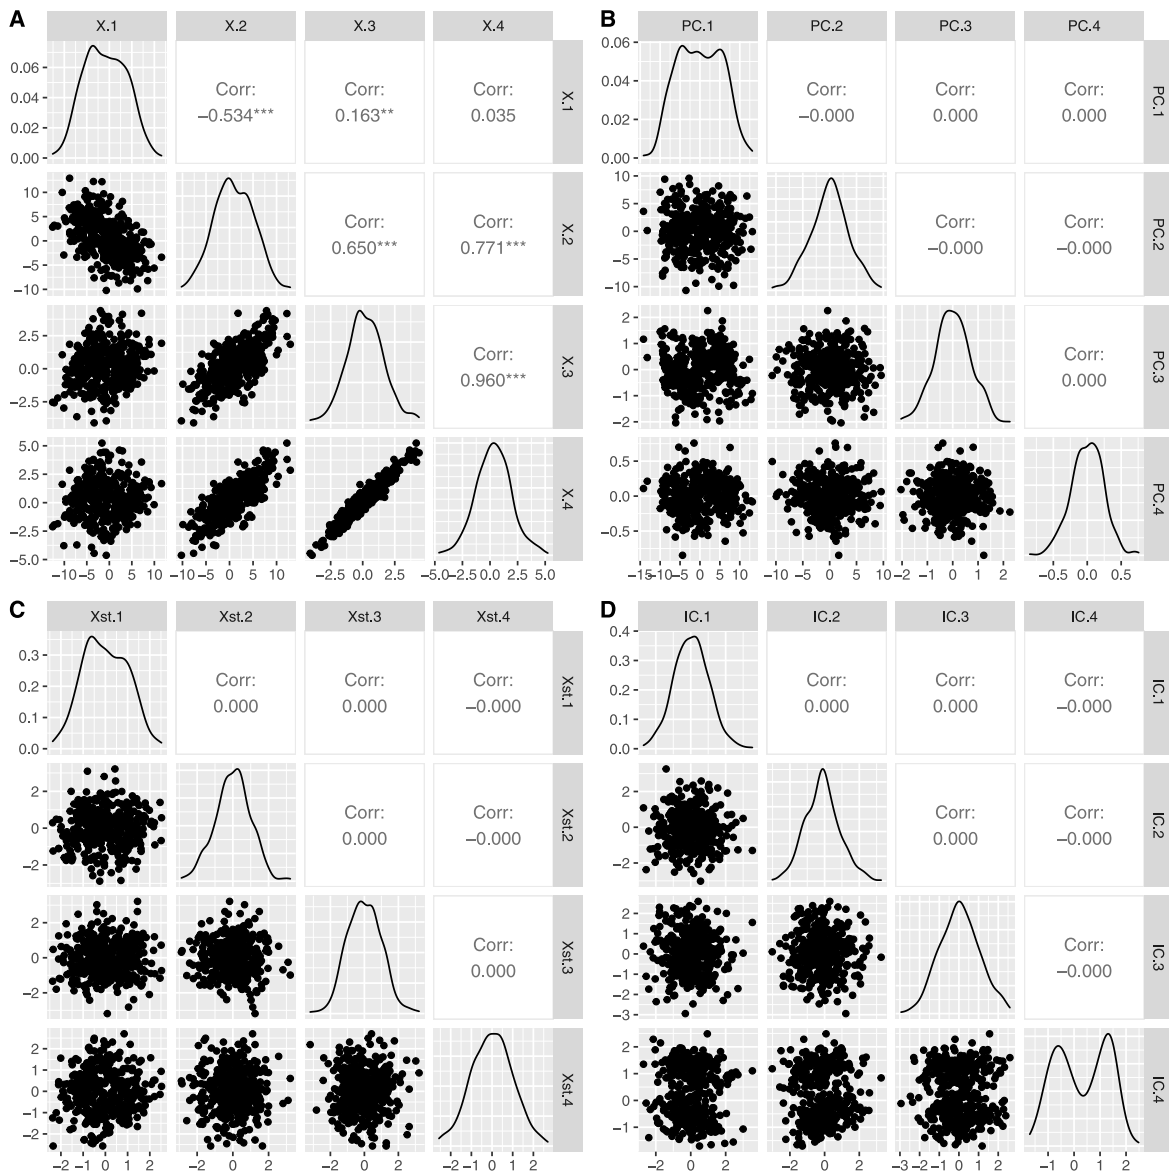 A
X.1 X.2 X.3 X.4
0.06
0.04
0.02
0.00
Corr:
−0.534***
Corr:
0.163**
Corr:
0.035
X.1
10
5
0
−5
−10
Corr:
0.650***
Corr:
0.771***
X.2
2.5
0.0
−2.5
Corr:
0.960***
X.3
5.0
2.5
0.0
−2.5
−5.0
X.4
−10 −5 0 5 10
−10 −5 0 5 10
−2.5 0.0 2.5
−5.0 −2.5 0.0 2.5 5.0
B
PC.1 PC.2 PC.3 PC.4
0.06
0.04
0.02
0.00
Corr:
−0.000
Corr:
0.000
Corr:
0.000
PC.1
10
5
0
−5
−10
Corr:
−0.000
Corr:
−0.000
PC.2
2
1
0
−1
−2
Corr:
0.000
PC.3
0.5
0.0
−0.5
PC.4
−15 −10 −5 0 5 10
−10 −5 0 5 10
−2 −1 0 1 2
−0.5 0.0 0.5
C
Xst.1 Xst.2 Xst.3 Xst.4
0.3
0.2
0.1
0.0
Corr:
0.000
Corr:
0.000
Corr:
−0.000
Xst.1
2
0
−2
Corr:
0.000
Corr:
−0.000
Xst.2
2
0
−2
Corr:
0.000
Xst.3
2
1
0
−1
−2
Xst.4
−2 −1 0 1 2
−2 0 2
−2 0 2
−2 −1 0 1 2
D
IC.1 IC.2 IC.3 IC.4
0.4
0.3
0.2
0.1
0.0
Corr:
0.000
Corr:
0.000
Corr:
−0.000
IC.1
2
0
−2
Corr:
0.000
Corr:
−0.000
IC.2
2
1
0
−1
−2
−3
Corr:
−0.000
IC.3
2
1
0
−1
IC.4
−2 0 2
−2 0 2
−3 −2 −1 0 1 2
−1 0 1 2